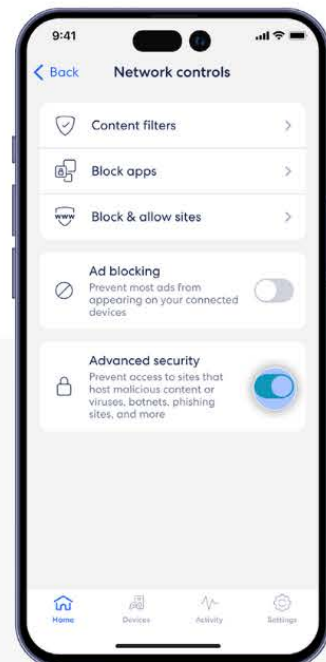 9:41
Back
Network controls
Content filters
Block apps
www
Block & allow sites
Ad blocking
Prevent most ads from
appearing on your connected
devices
Advanced security
Prevent access to sites that
host malicious content or
viruses, botnets, phishing
sites, and more
Home Devices Activity Settings